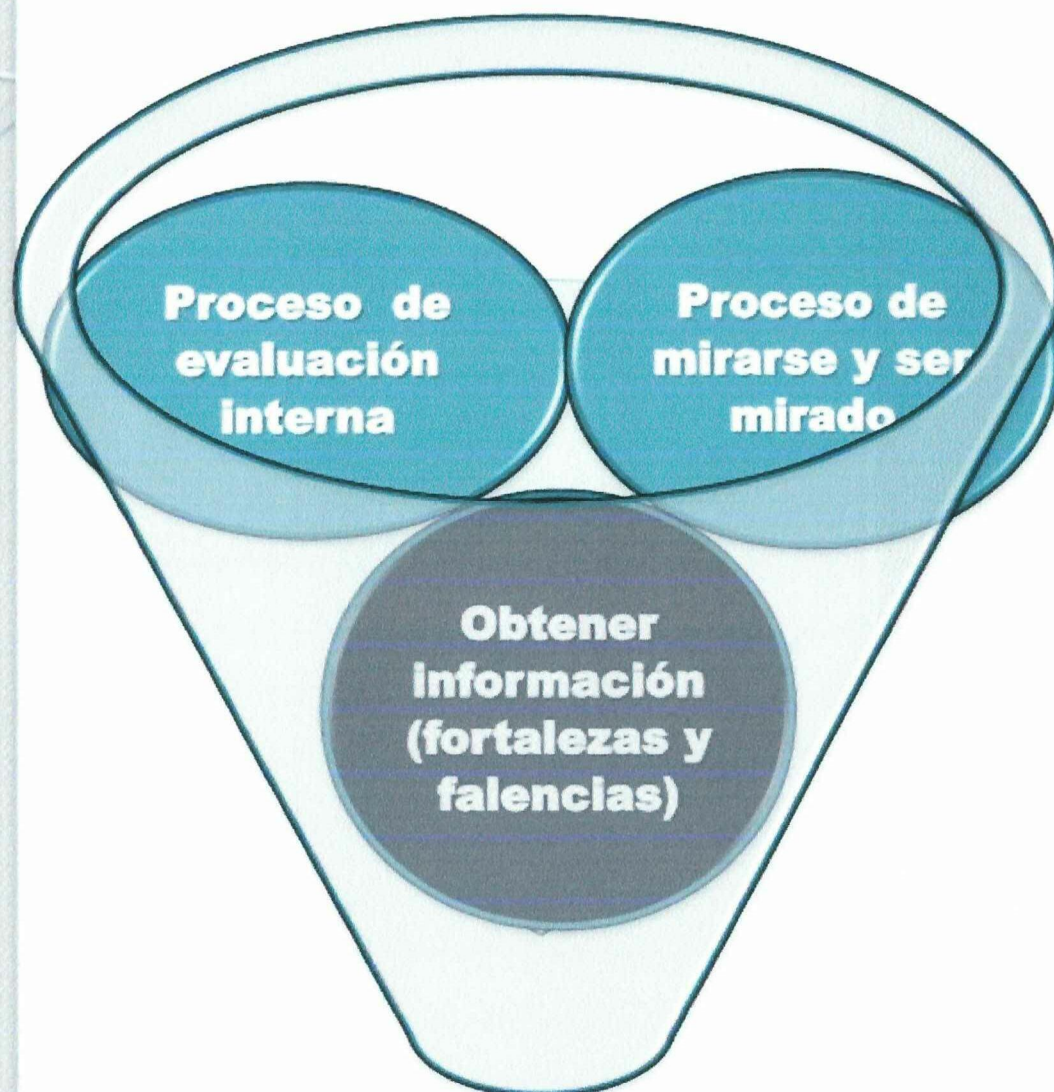 Proceso de
evaluación
interna
Proceso de
mirarse y ser
mirado
Obtener
información
(fortalezas y
falencias)